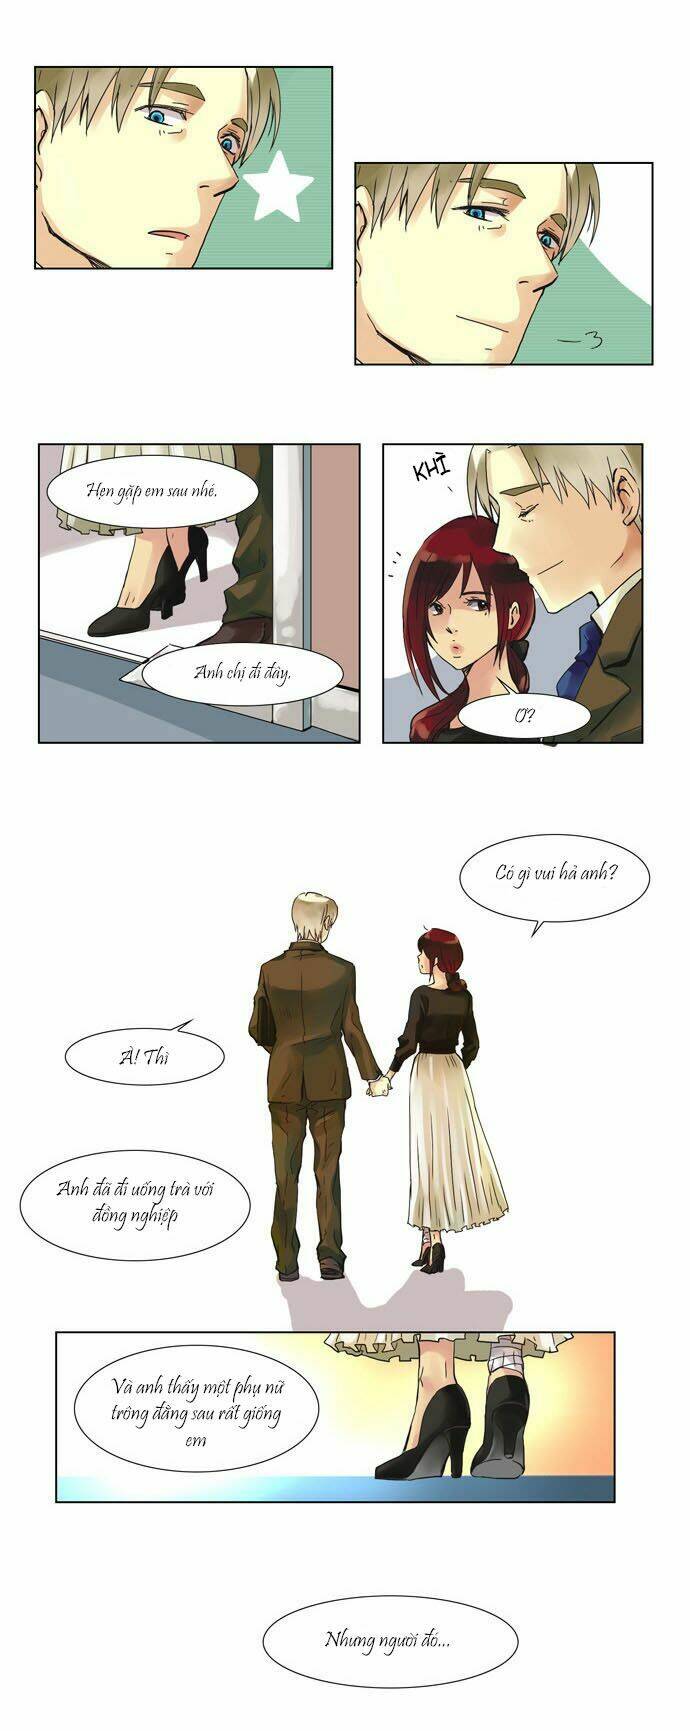 Hẹn gặp em sau nhé.
Anh chị đi đây.
KHÌ
Ơ?
Có gì vui hả anh?
À! Thì
Anh đã đi uống trà với
đồng nghiệp
Và anh thấy một phụ nữ
trông đằng sau rất giống
em
Nhưng người đó...